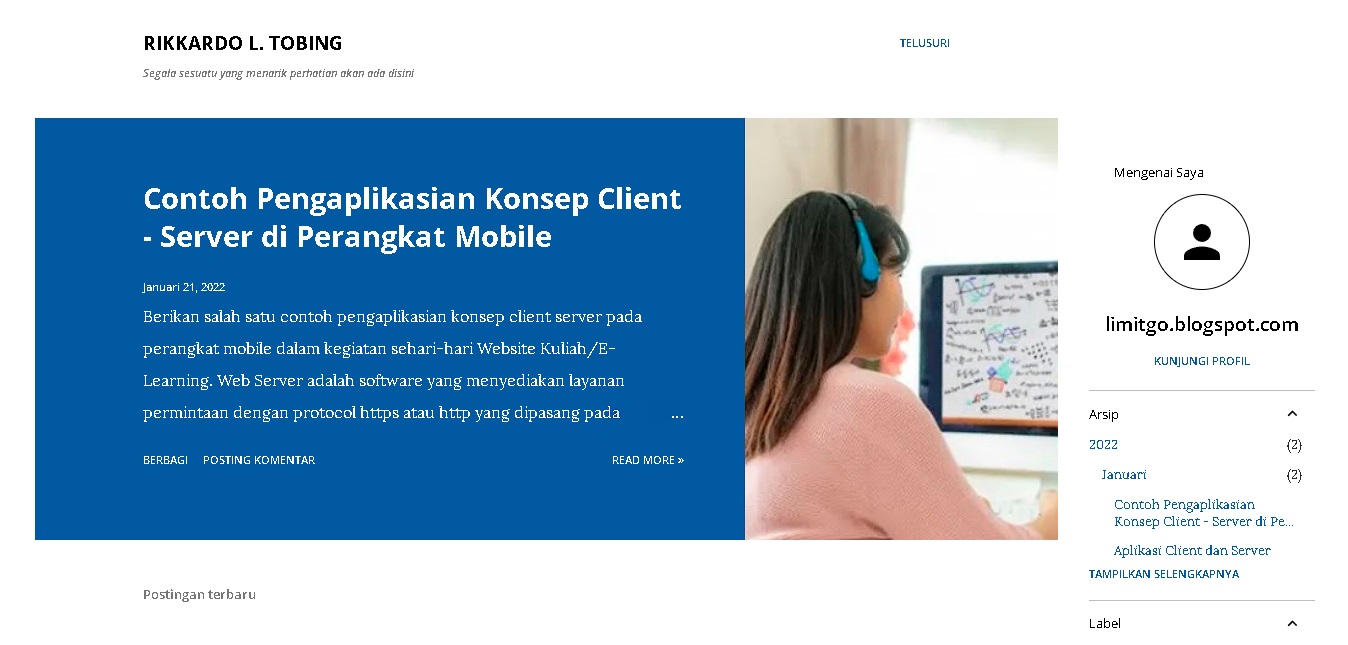 RIKKARDO L. TOBING
TELUSURI
Segala sesuatu yang menarik perhatian akan ada disini
Contoh Pengaplikasian Konsep Client
- Server di Perangkat Mobile
Januari 21, 2022
Berikan salah satu contoh pengaplikasian konsep client server pada
perangkat mobile dalam kegiatan sehari-hari Website Kuliah/E-
Learning. Web Server adalah software yang menyediakan layanan
permintaan dengan protocol https atau http yang dipasang pada ...
BERBAGI POSTING KOMENTAR READ MORE »
Postingan terbaru
Mengenai Saya
limitgo.blogspot.com
KUNJUNGI PROFIL
Arsip
2022 (2)
Januari (2)
Contoh Pengaplikasian
Konsep Client - Server di Pe...
Aplikasi Client dan Server
TAMPILKAN SELENGKAPNYA
Label